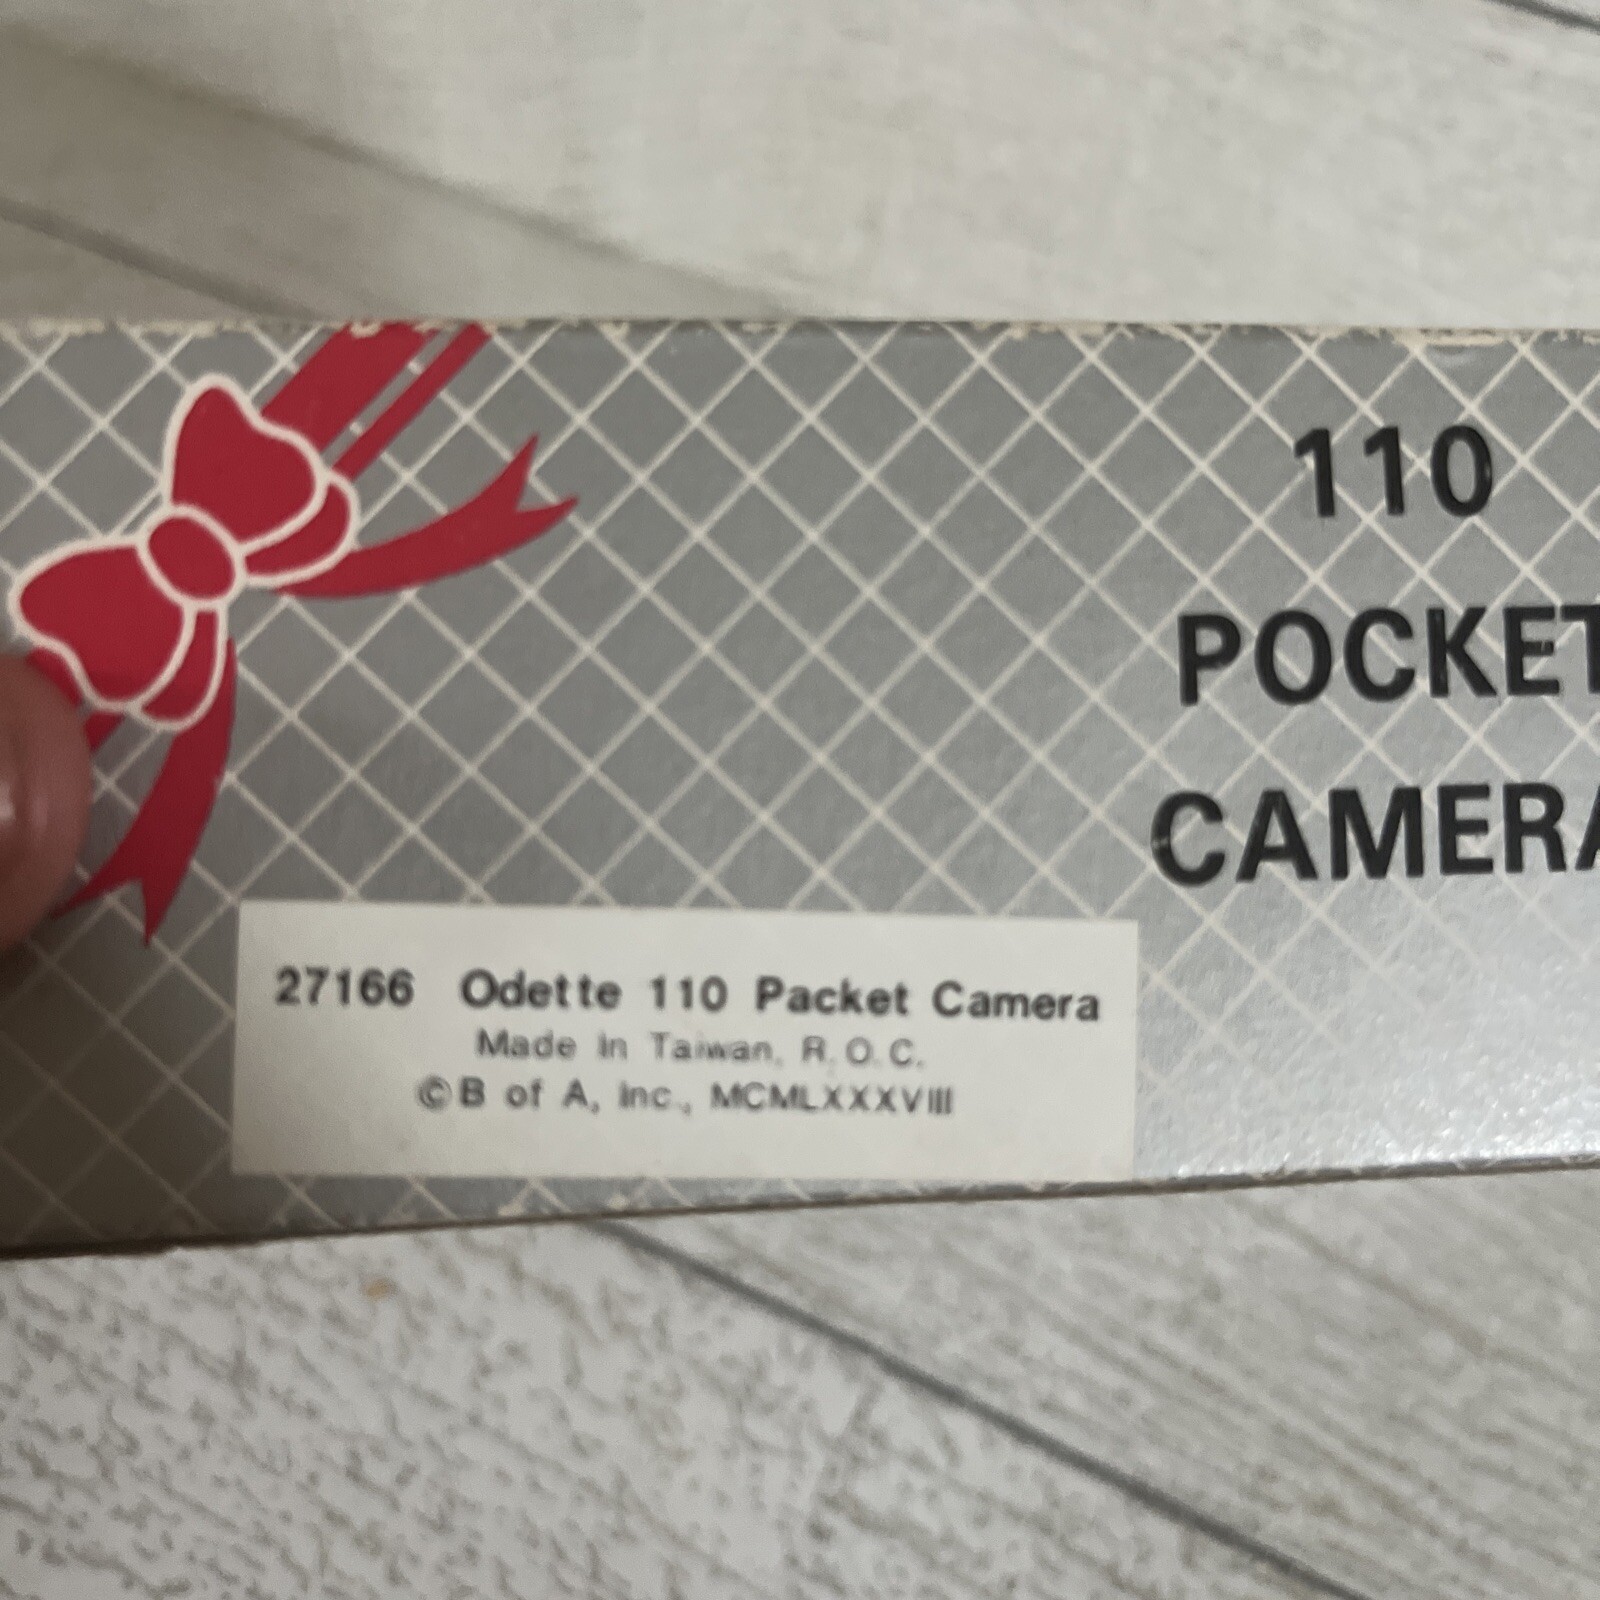 110
POCKET
CAMERA
27166 Odette 110 Packet Camera
Made in Taiwan, R.O.C.
©B of A, Inc., MCMLXXXVIII